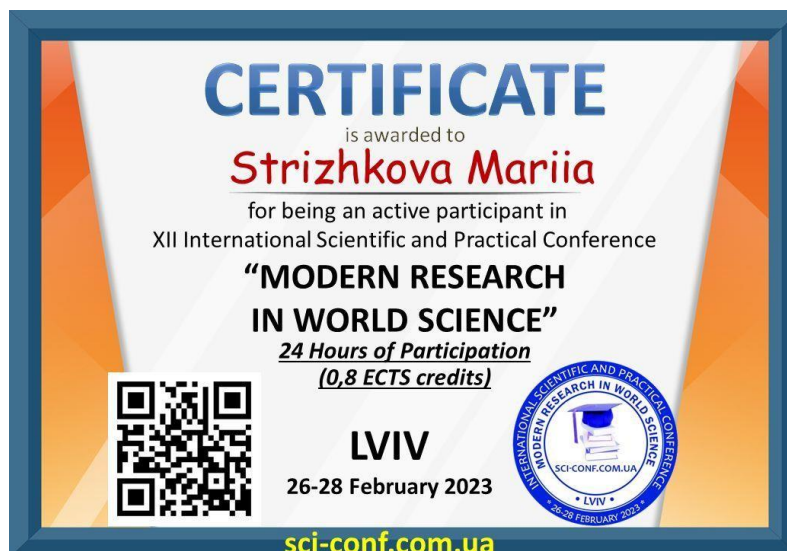 CERTIFICATE
is awarded to
Strizhkova Mariia
for being an active participant in
XII International Scientific and Practical Conference
“MODERN RESEARCH
IN WORLD SCIENCE”
24 Hours of Participation
(0,8 ECTS credits)
LVIV
26-28 February 2023
INTERNATIONAL SCIENTIFIC AND PRACTICAL CONFERENCE
MODERN RESEARCH IN WORLD SCIENCE
SCI-CONF.COM.UA
• LVIV •
* 26-28 FEBRUARY 2023 *
sci-conf.com.ua